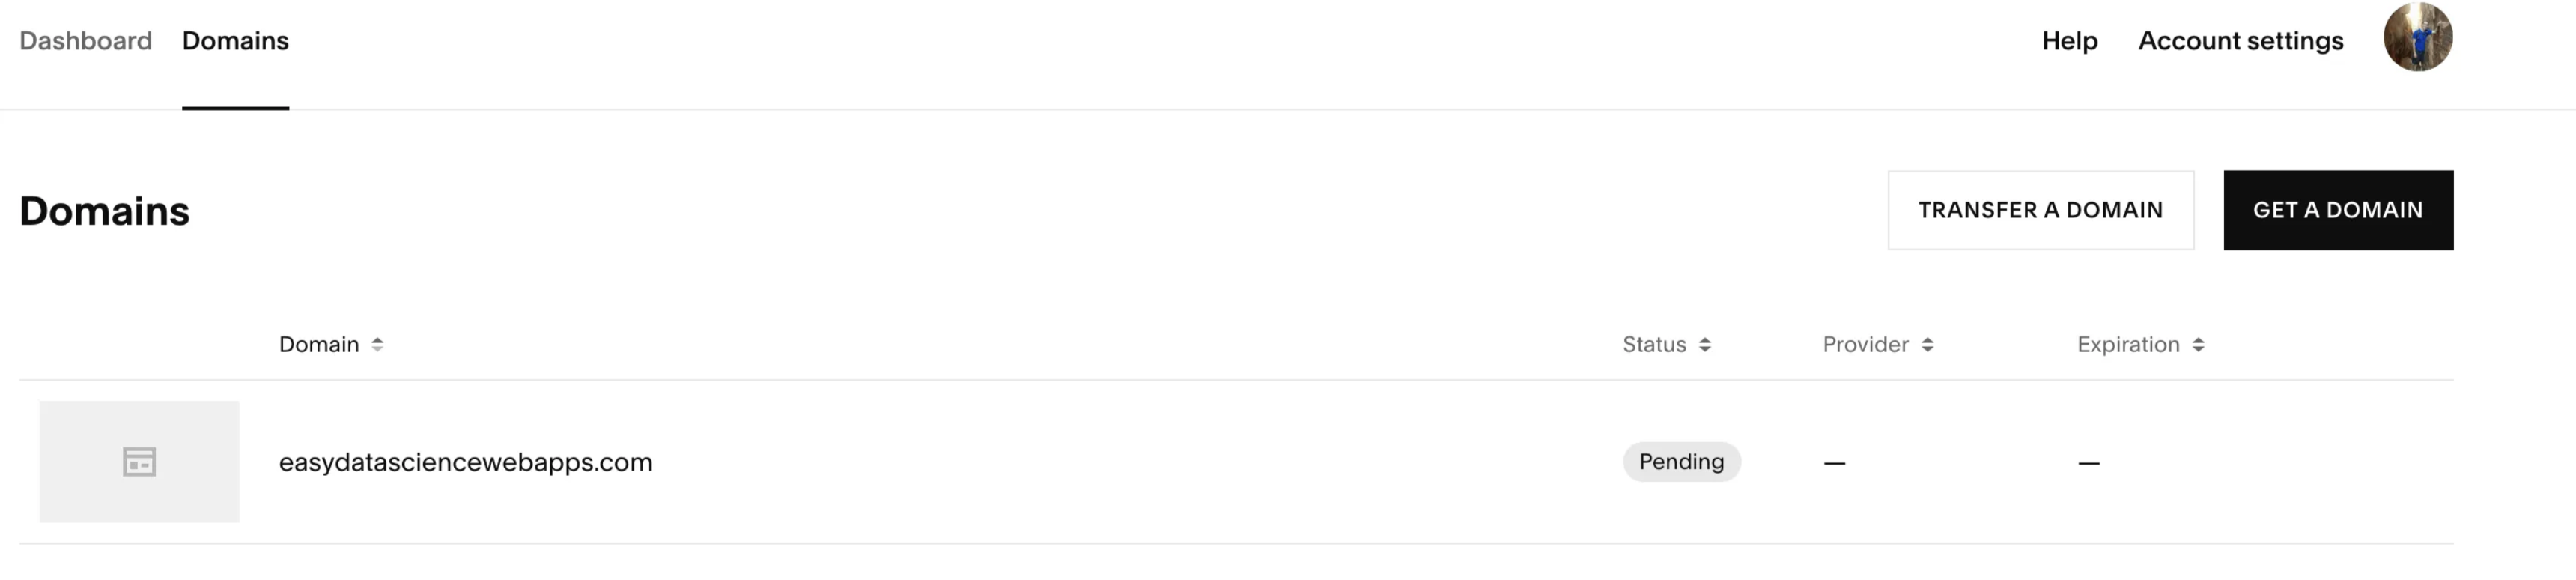 Dashboard Domains Help Account settings
Domains TRANSFER A DOMAIN GET A DOMAIN
Domain Status Provider Expiration
easydatasciencewebapps.com Pending — —